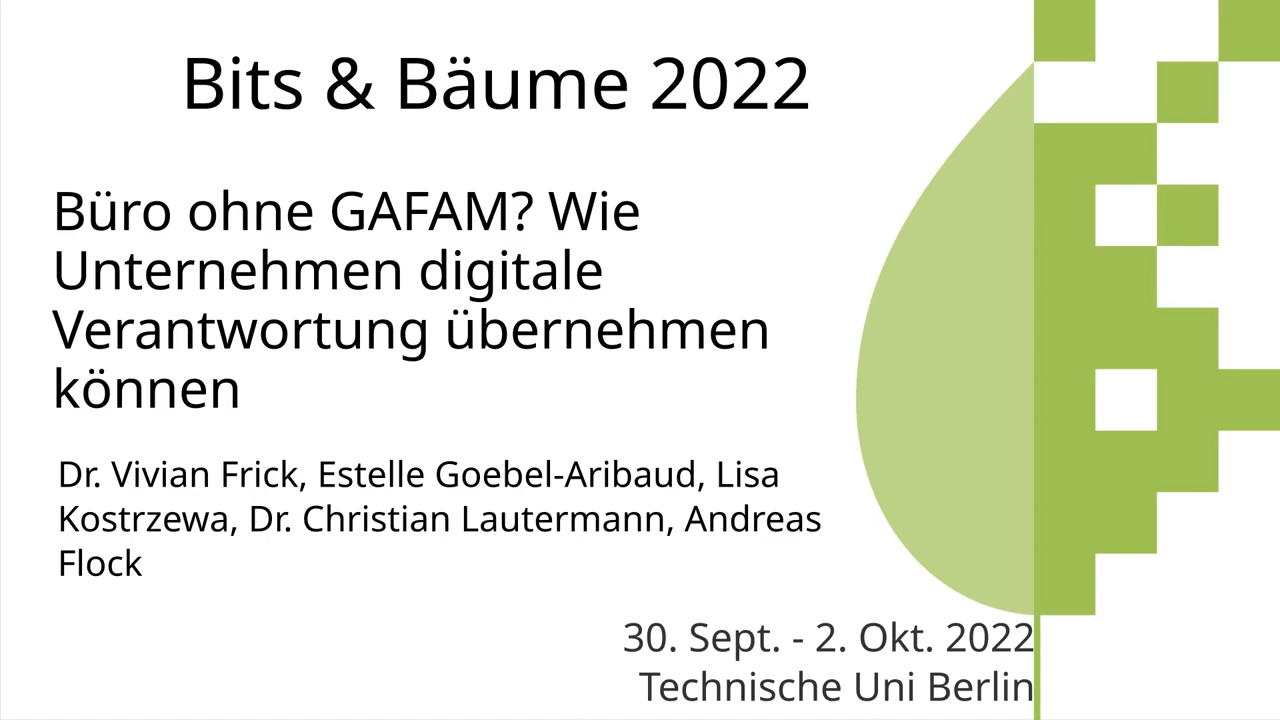 Bits & Bäume 2022
Büro ohne GAFAM? Wie
Unternehmen digitale
Verantwortung übernehmen
können
Dr. Vivian Frick, Estelle Goebel-Aribaud, Lisa
Kostrzewa, Dr. Christian Lautermann, Andreas
Flock
30. Sept. - 2. Okt. 2022
Technische Uni Berlin